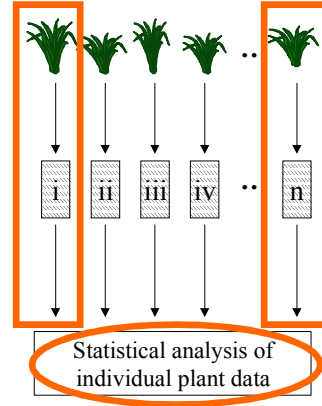 ..
i ii iii iv .. n
Statistical analysis of
individual plant data